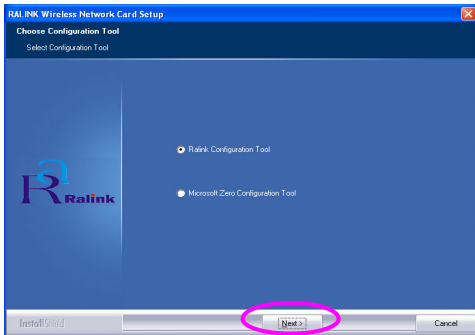 RALINK Wireless Network Card Setup
Choose Configuration Tool
Select Configuration Tool
Ralink Configuration Tool
Microsoft Zero Configuration Tool
Ralink
InstallShield
Next >
Cancel